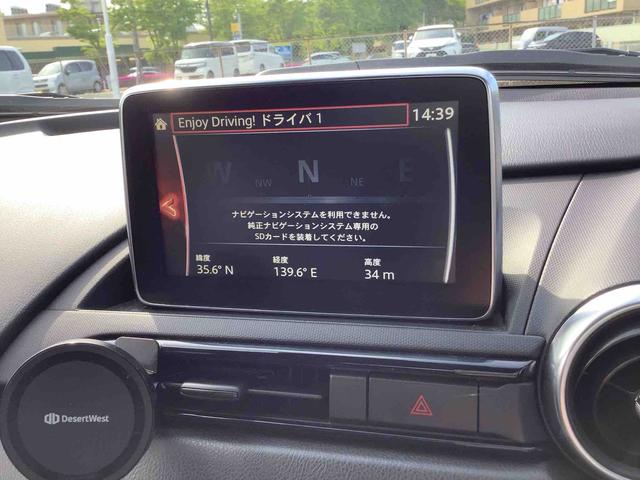 Enjoy Driving! ドライバ 1
14:39
W NW N NE E
ナビゲーションシステムを利用できません。
純正ナビゲーションシステム専用の
SDカードを装着してください。
緯度 経度 高度
35.6° N 139.6° E 34 m
DesertWest